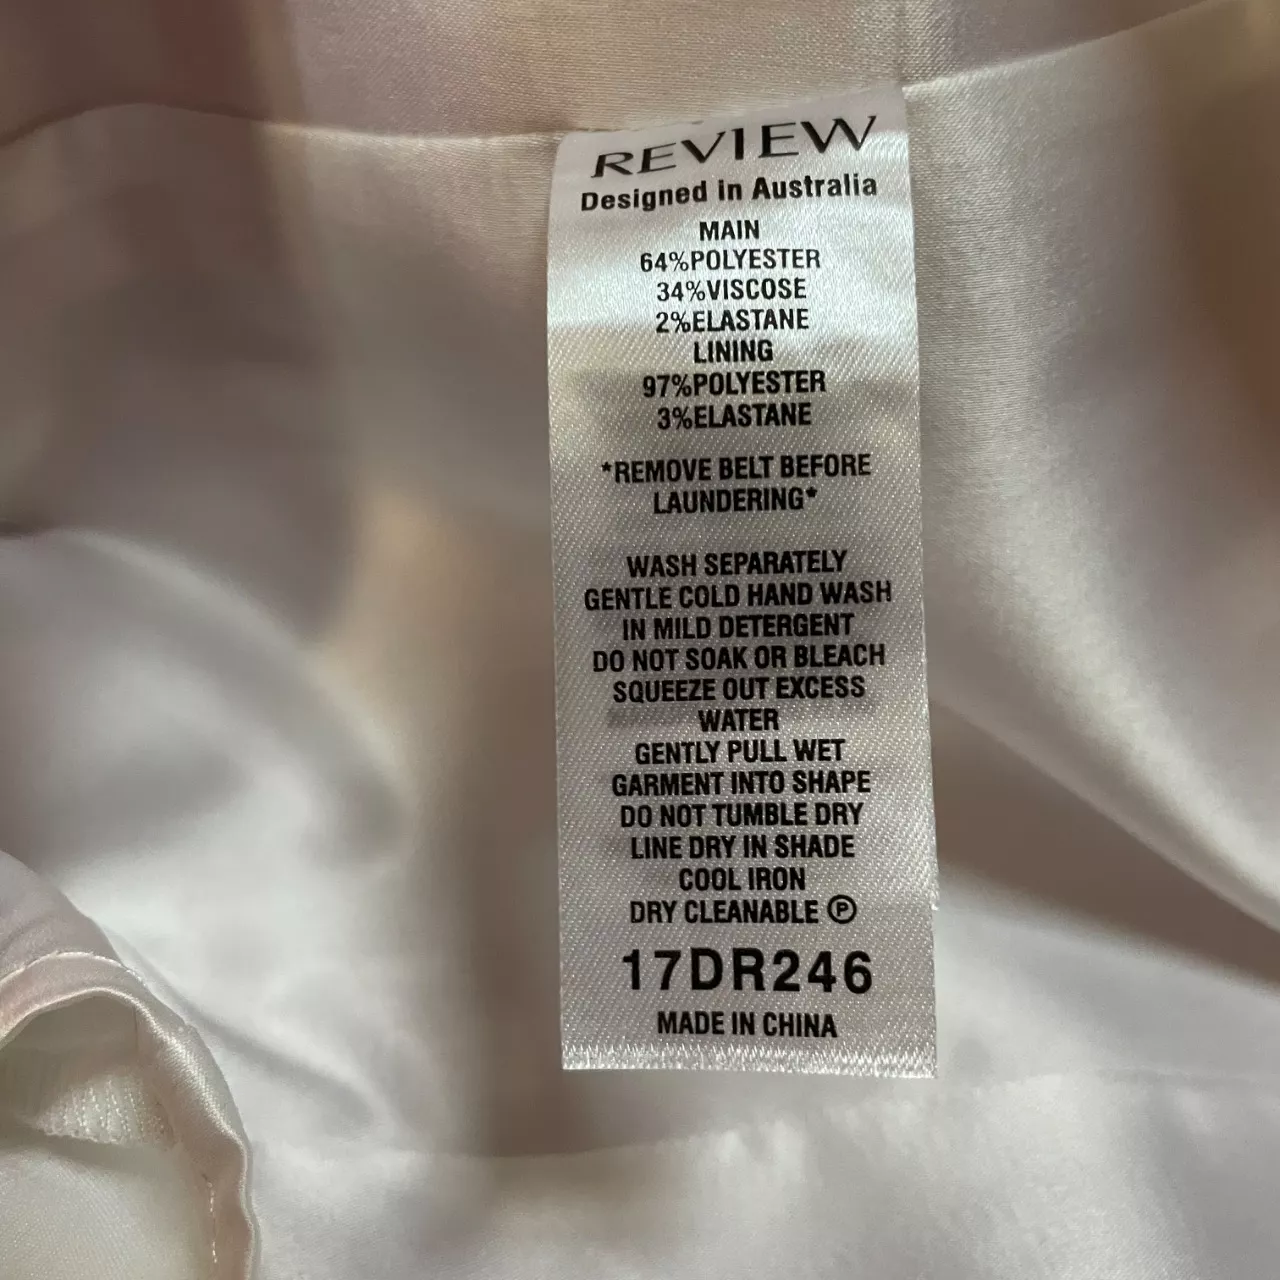 REVIEW
Designed in Australia
MAIN
64%POLYESTER
34%VISCOSE
2%ELASTANE
LINING
97%POLYESTER
3%ELASTANE
*REMOVE BELT BEFORE
LAUNDERING*
WASH SEPARATELY
GENTLE COLD HAND WASH
IN MILD DETERGENT
DO NOT SOAK OR BLEACH
SQUEEZE OUT EXCESS
WATER
GENTLY PULL WET
GARMENT INTO SHAPE
DO NOT TUMBLE DRY
LINE DRY IN SHADE
COOL IRON
DRY CLEANABLE Ⓟ
17DR246
MADE IN CHINA